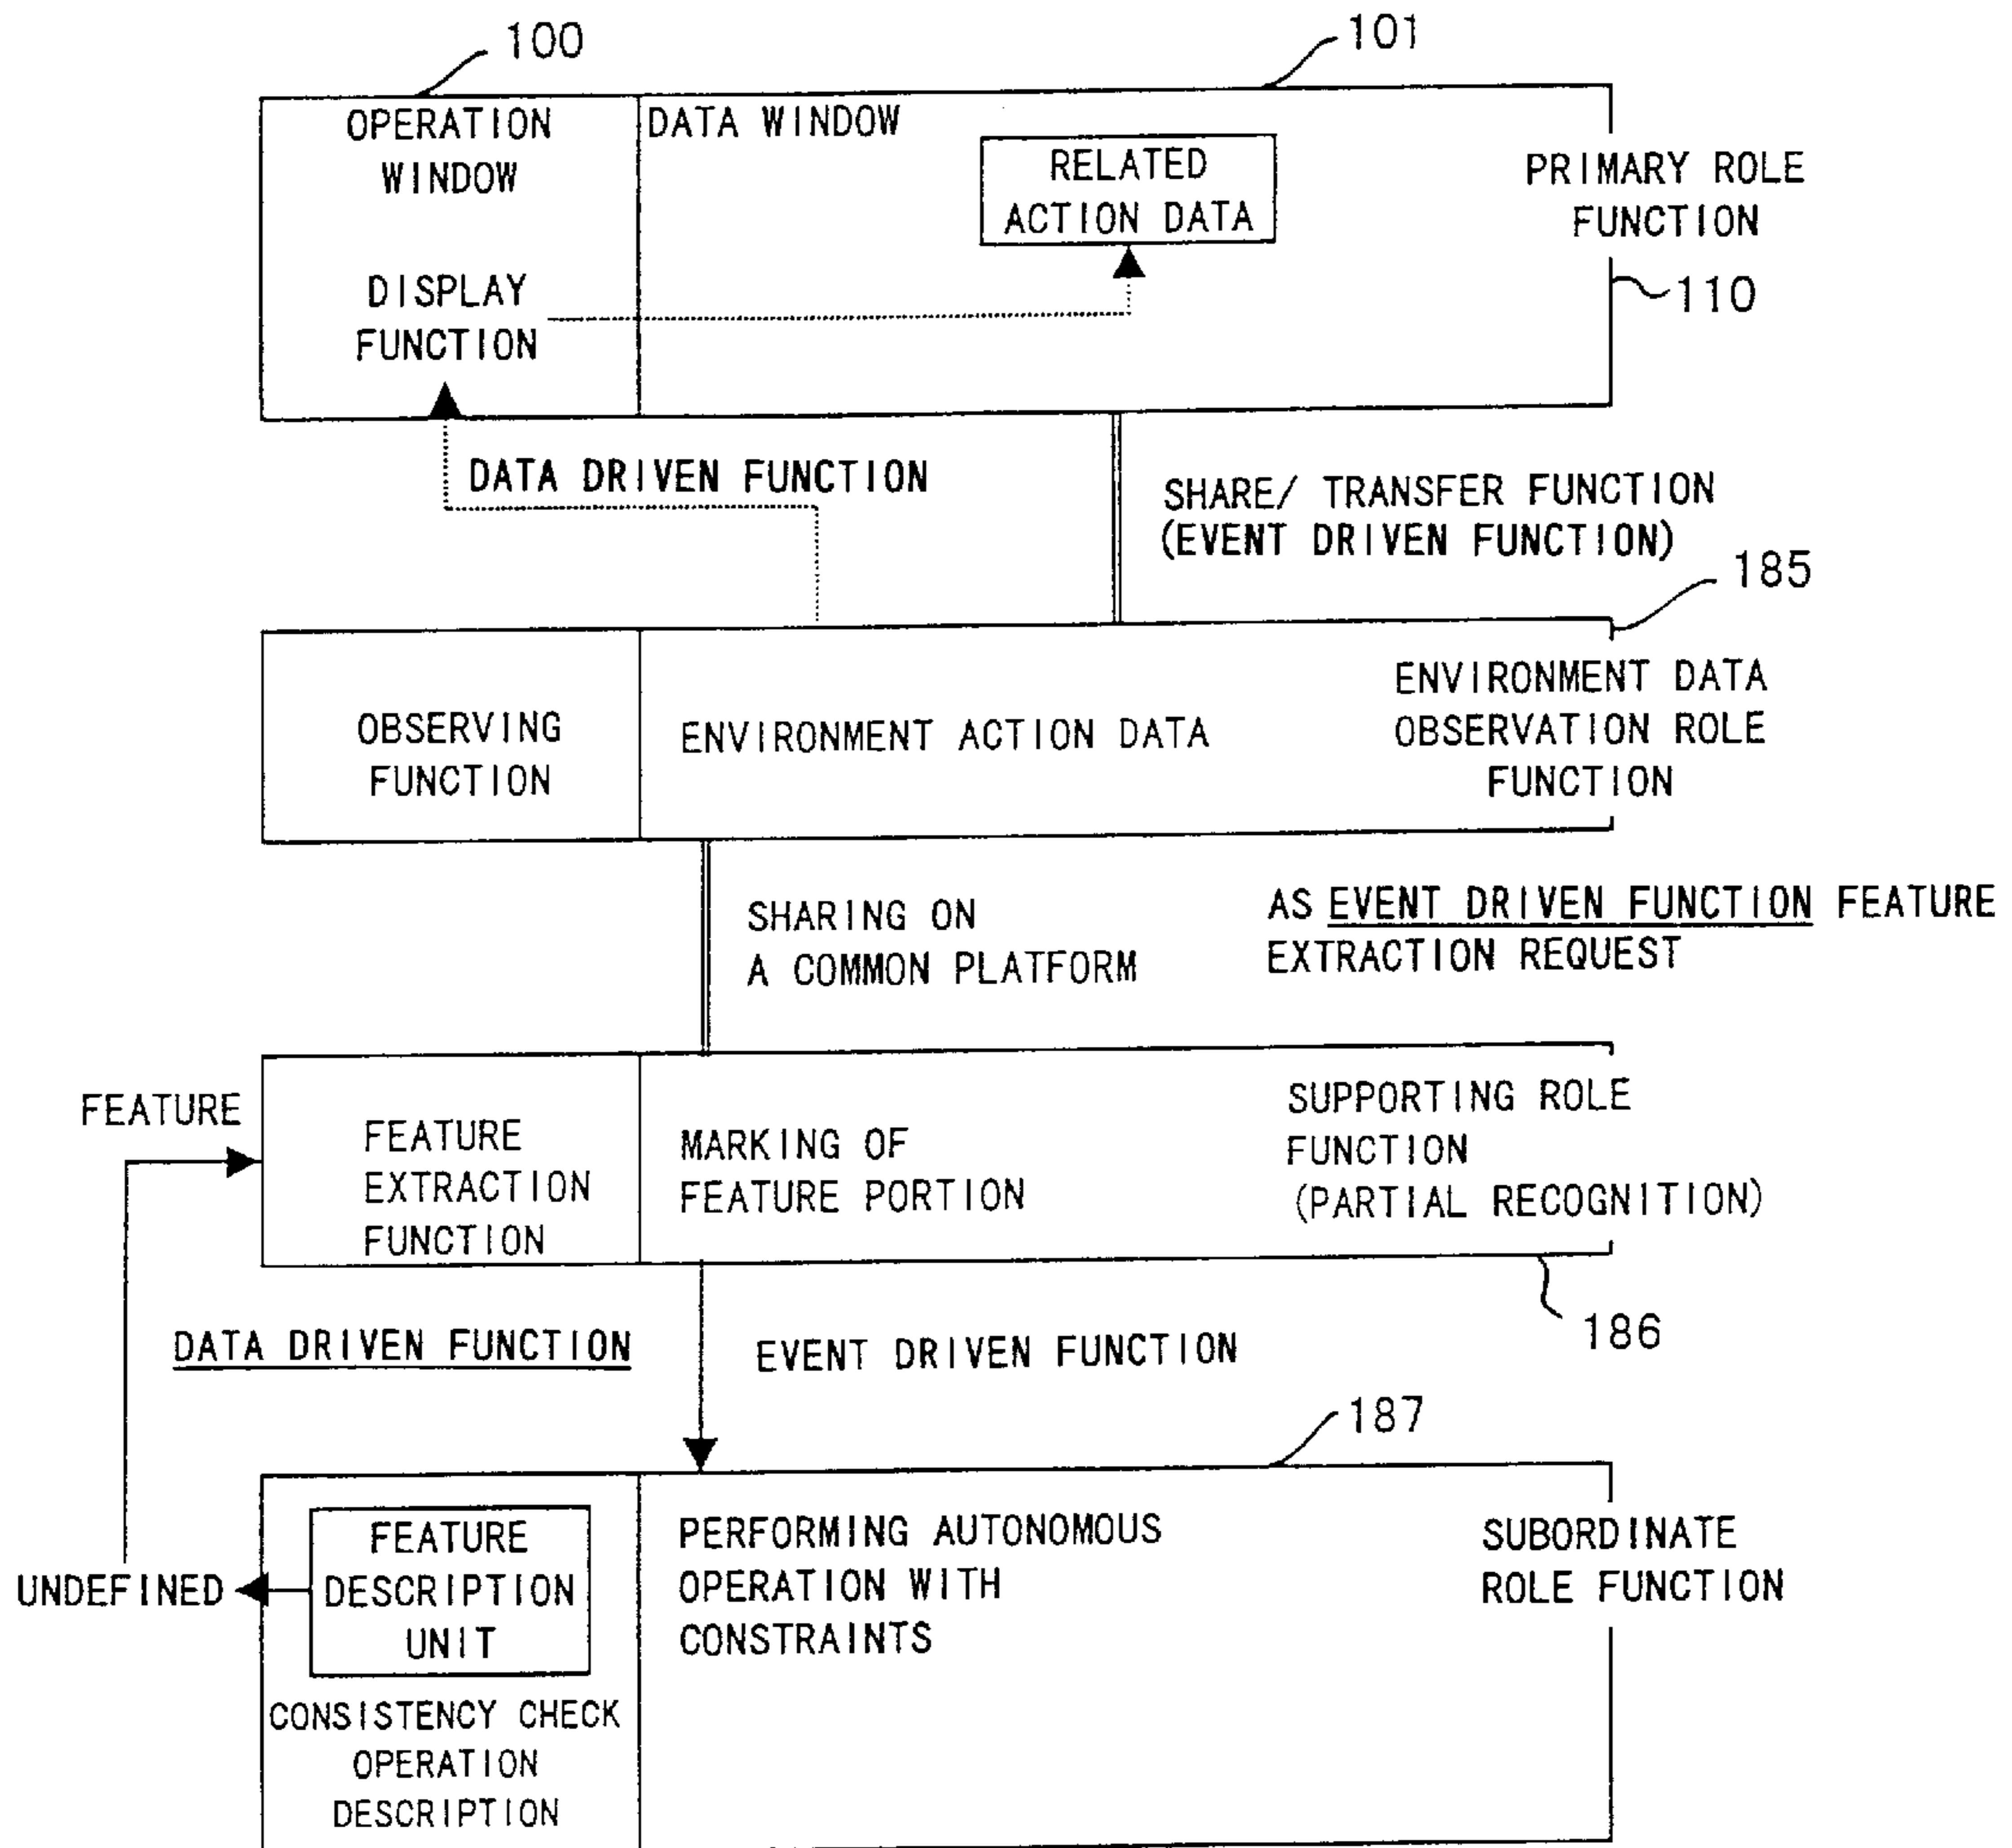 100
101
OPERATION
WINDOW
DATA WINDOW
RELATED
ACTION DATA
PRIMARY ROLE
FUNCTION
110
DISPLAY
FUNCTION
DATA DRIVEN FUNCTION
SHARE/ TRANSFER FUNCTION
(EVENT DRIVEN FUNCTION)
185
OBSERVING
FUNCTION
ENVIRONMENT ACTION DATA
ENVIRONMENT DATA
OBSERVATION ROLE
FUNCTION
SHARING ON
A COMMON PLATFORM
AS EVENT DRIVEN FUNCTION FEATURE
EXTRACTION REQUEST
FEATURE
FEATURE
EXTRACTION
FUNCTION
MARKING OF
FEATURE PORTION
SUPPORTING ROLE
FUNCTION
(PARTIAL RECOGNITION)
186
DATA DRIVEN FUNCTION
EVENT DRIVEN FUNCTION
187
UNDEFINED
FEATURE
DESCRIPTION
UNIT
CONSISTENCY CHECK
OPERATION
DESCRIPTION
PERFORMING AUTONOMOUS
OPERATION WITH
CONSTRAINTS
SUBORDINATE
ROLE FUNCTION